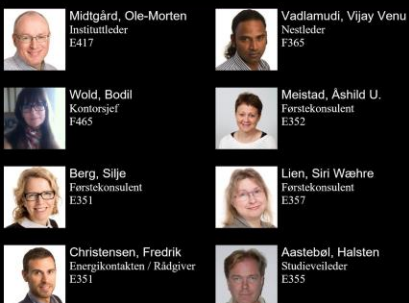 Midtgård, Ole-Morten
Instituttleder
E417
Vadlamudi, Vijay Venu
Nestleder
F365
Wold, Bodil
Kontorsjef
F465
Meistad, Åshild U.
Førstekonsulent
E352
Berg, Silje
Førstekonsulent
E351
Lien, Siri Wæhre
Førstekonsulent
E357
Christensen, Fredrik
Energikontakten / Rådgiver
E351
Aastebøl, Halsten
Studieveileder
E355